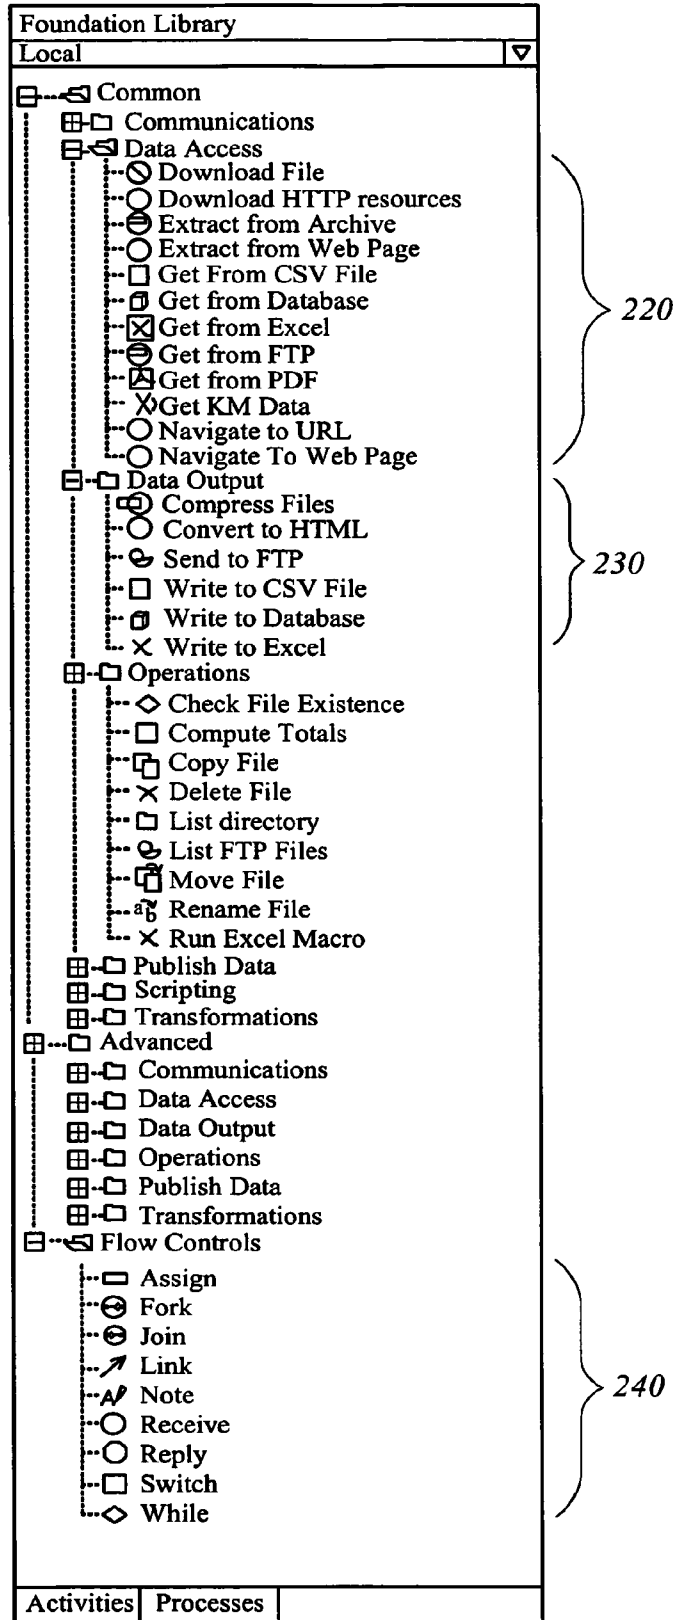 Foundation Library
Local
Common
Communications
Data Access
Download File
Download HTTP resources
Extract from Archive
Extract from Web Page
Get From CSV File
Get from Database
Get from Excel
Get from FTP
Get from PDF
Get KM Data
Navigate to URL
Navigate To Web Page
220
Data Output
Compress Files
Convert to HTML
Send to FTP
Write to CSV File
Write to Database
Write to Excel
230
Operations
Check File Existence
Compute Totals
Copy File
Delete File
List directory
List FTP Files
Move File
Rename File
Run Excel Macro
Publish Data
Scripting
Transformations
Advanced
Communications
Data Access
Data Output
Operations
Publish Data
Transformations
Flow Controls
Assign
Fork
Join
Link
Note
Receive
Reply
Switch
While
240
Activities Processes